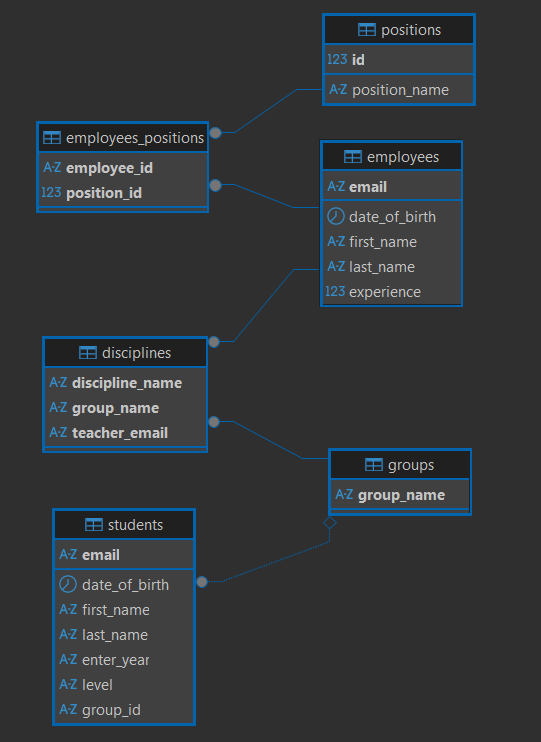 positions
123 id
A-Z position_name
employees_positions
A-Z employee_id
123 position_id
employees
A-Z email
date_of_birth
A-Z first_name
A-Z last_name
123 experience
disciplines
A-Z discipline_name
A-Z group_name
A-Z teacher_email
groups
A-Z group_name
students
A-Z email
date_of_birth
A-Z first_name
A-Z last_name
A-Z enter_year
A-Z level
A-Z group_id